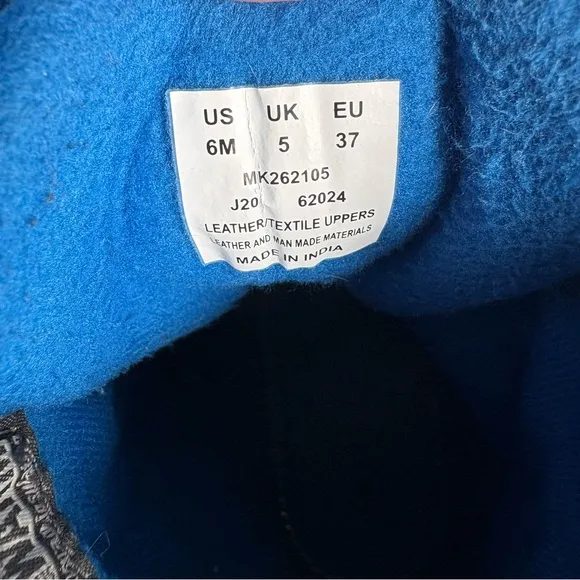 US UK EU
6M 5 37
MK262105
J20 62024
LEATHER/TEXTILE UPPERS
LEATHER AND MAN MADE MATERIALS
MADE IN INDIA